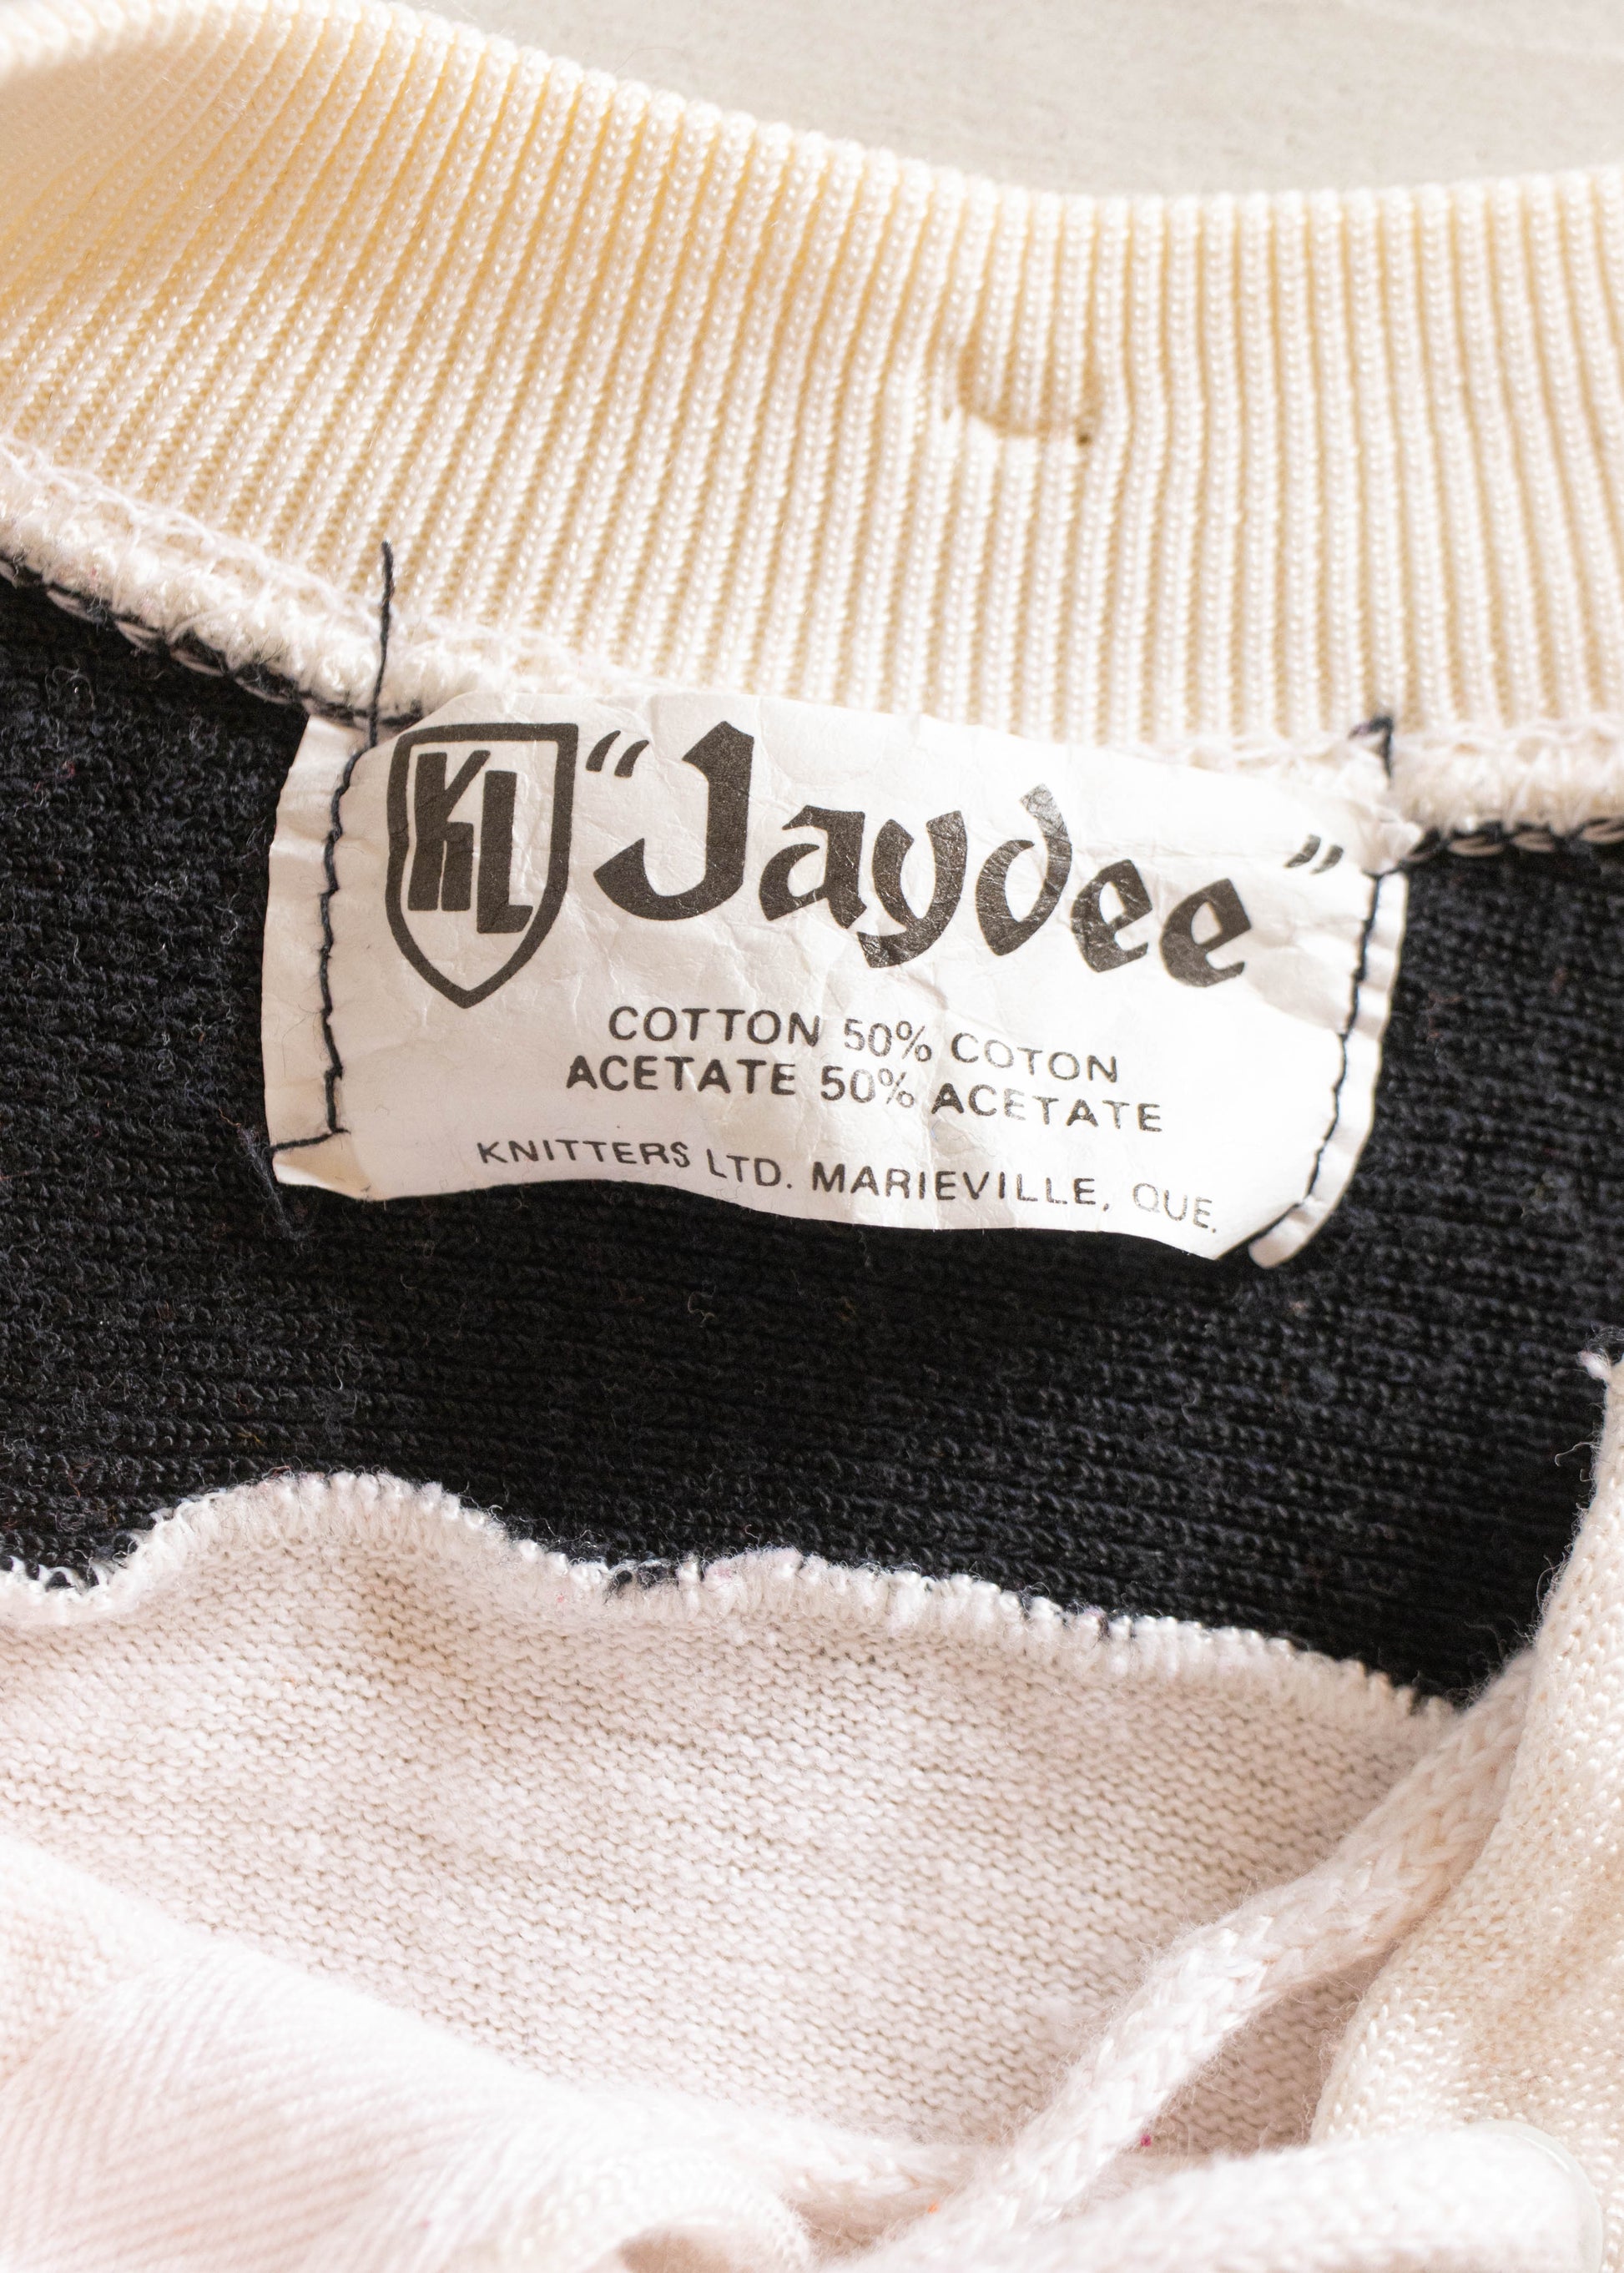 KL "Jaydee"
COTTON 50% COTON
ACETATE 50% ACETATE
KNITTERS LTD. MARIEVILLE, QUE.